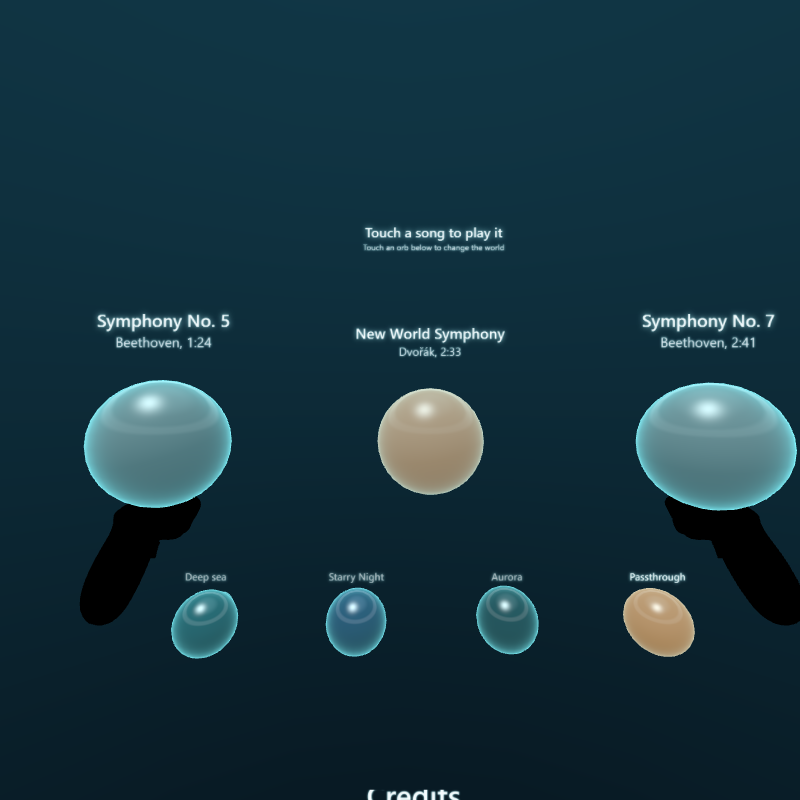 Touch a song to play it
Touch an orb below to change the world
Symphony No. 5
Beethoven, 1:24
New World Symphony
Dvořák, 2:33
Symphony No. 7
Beethoven, 2:41
Deep sea
Starry Night
Aurora
Passthrough
Credits